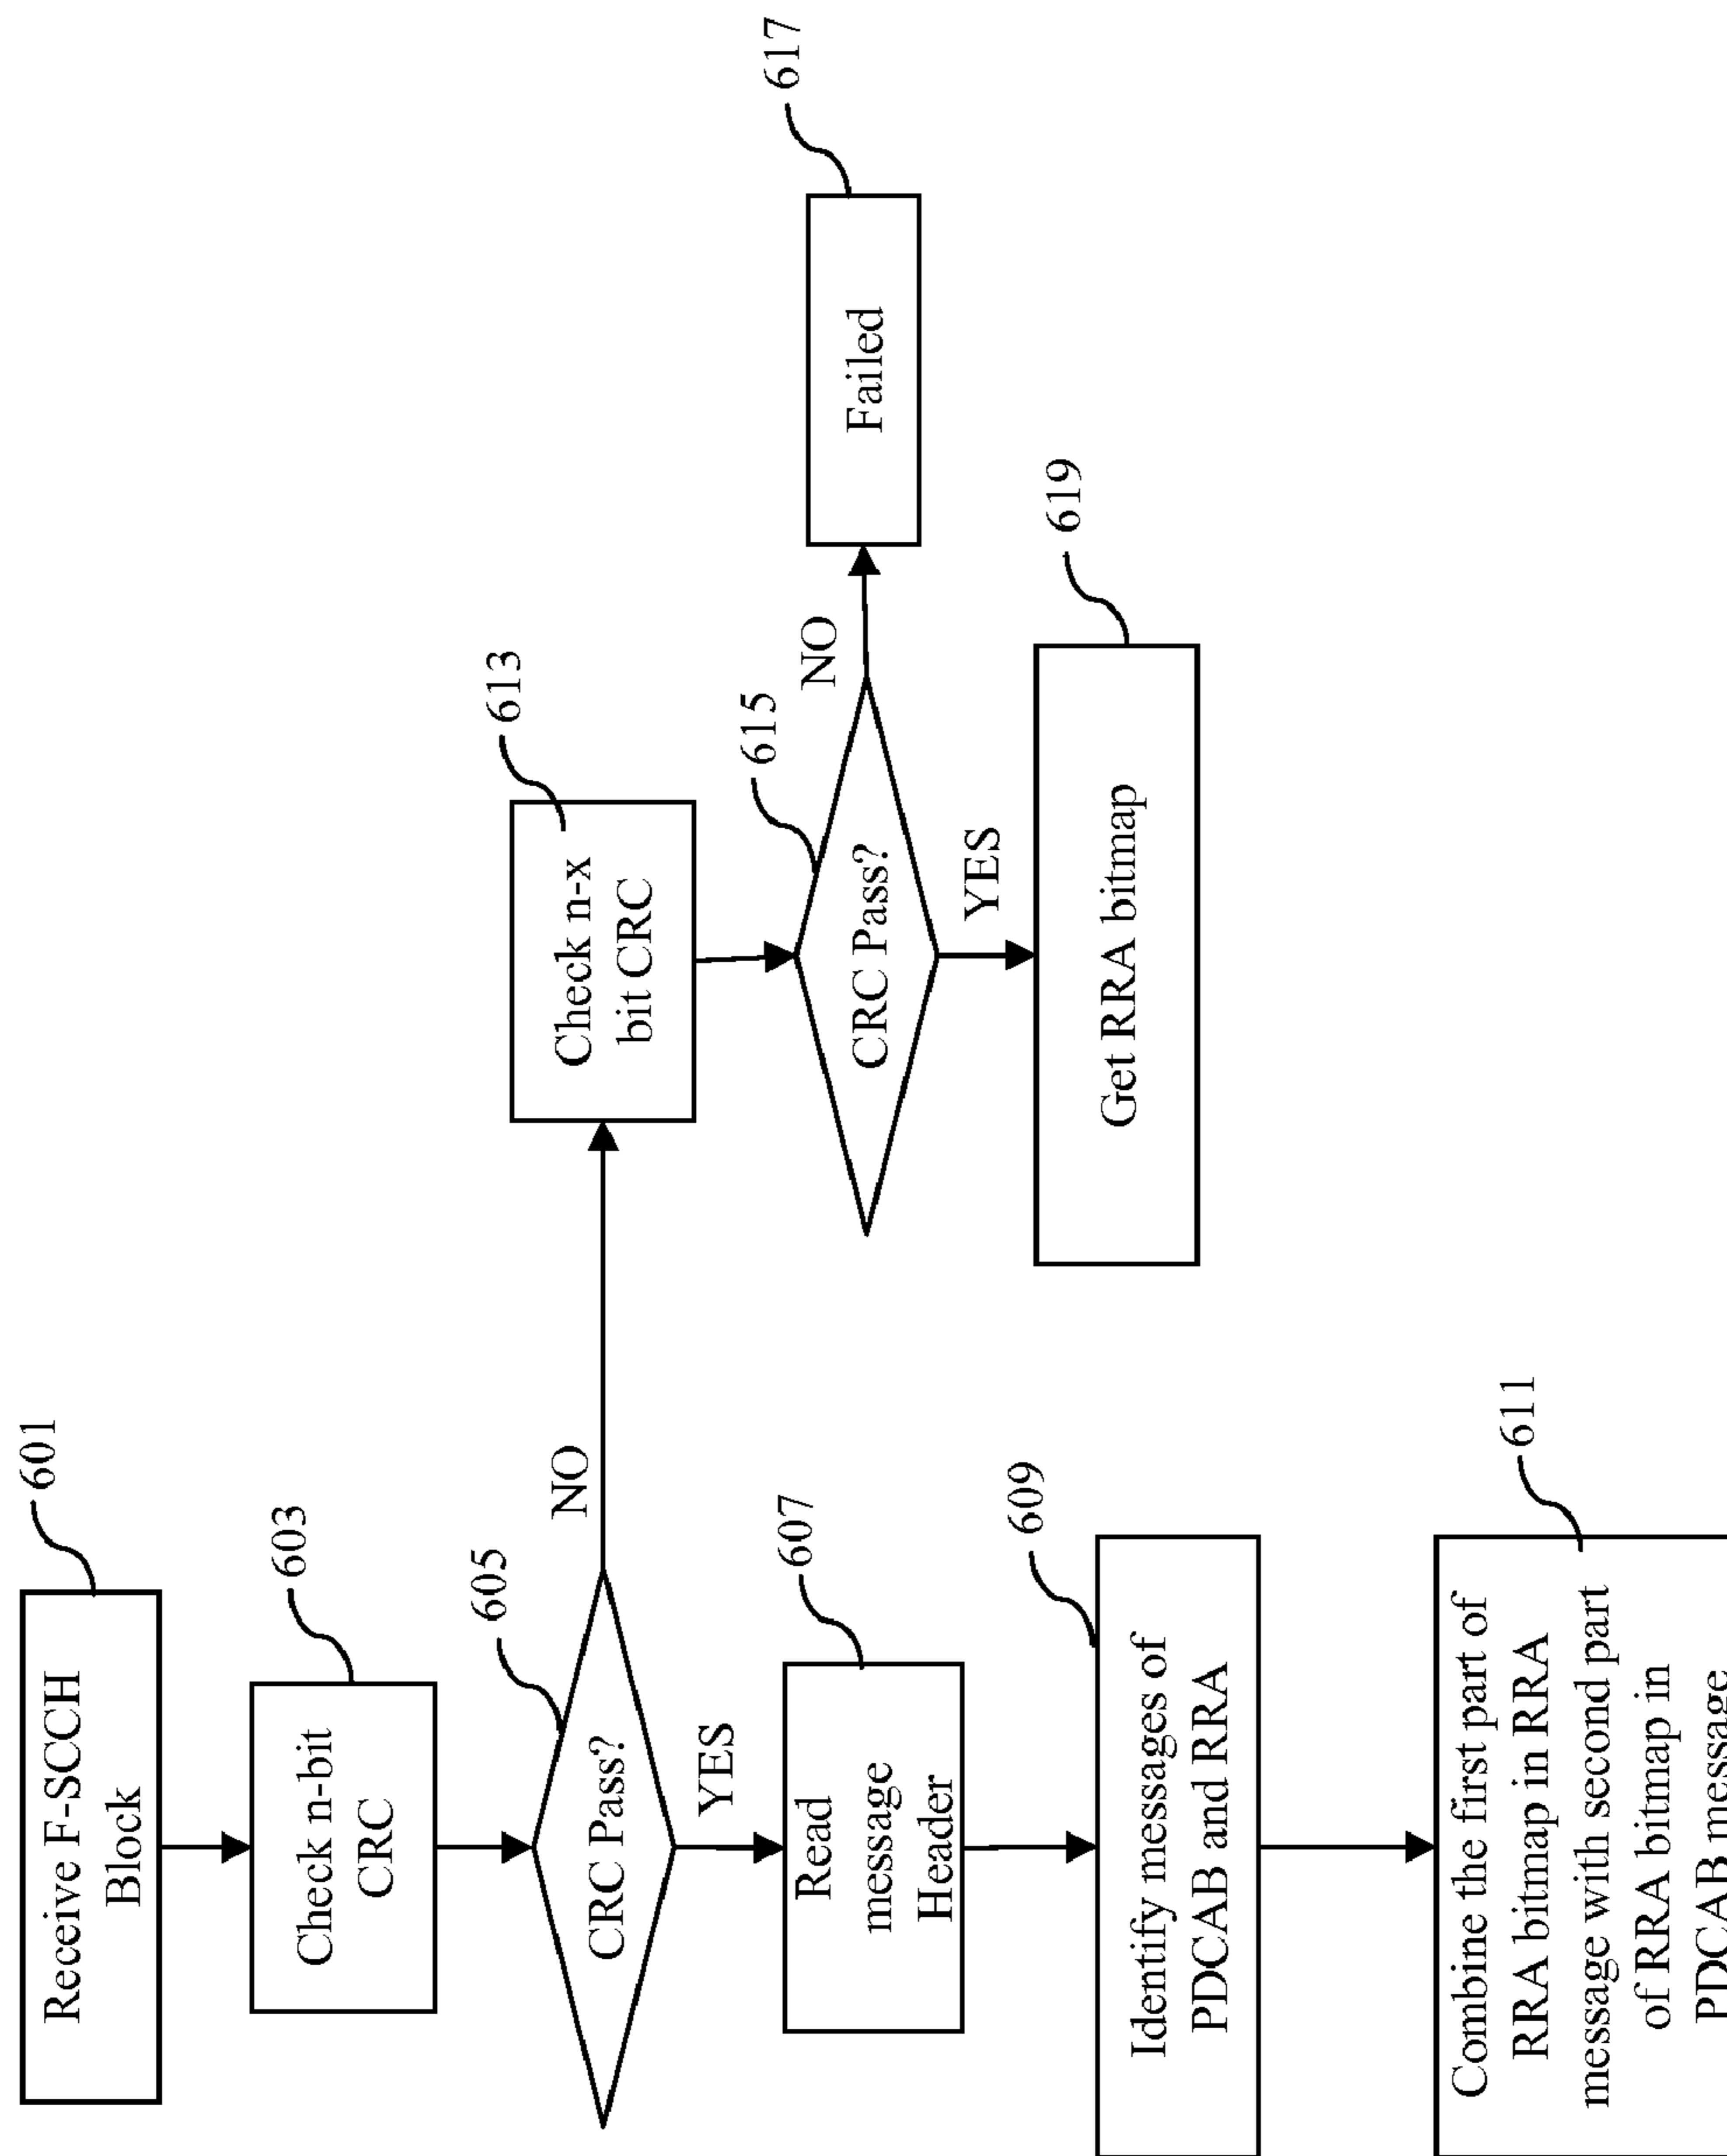 601
Receive F-SCCH
Block
603
Check n-bit
CRC
605
CRC Pass?
NO
YES
607
Read
message
Header
609
Identify messages of
PDCAB and RRA
611
Combine the first part of
RRA bitmap in RRA
message with second part
of RRA bitmap in
PDCAB message
613
Check n-x
bit CRC
615
CRC Pass?
NO
617
Failed
YES
619
Get RRA bitmap